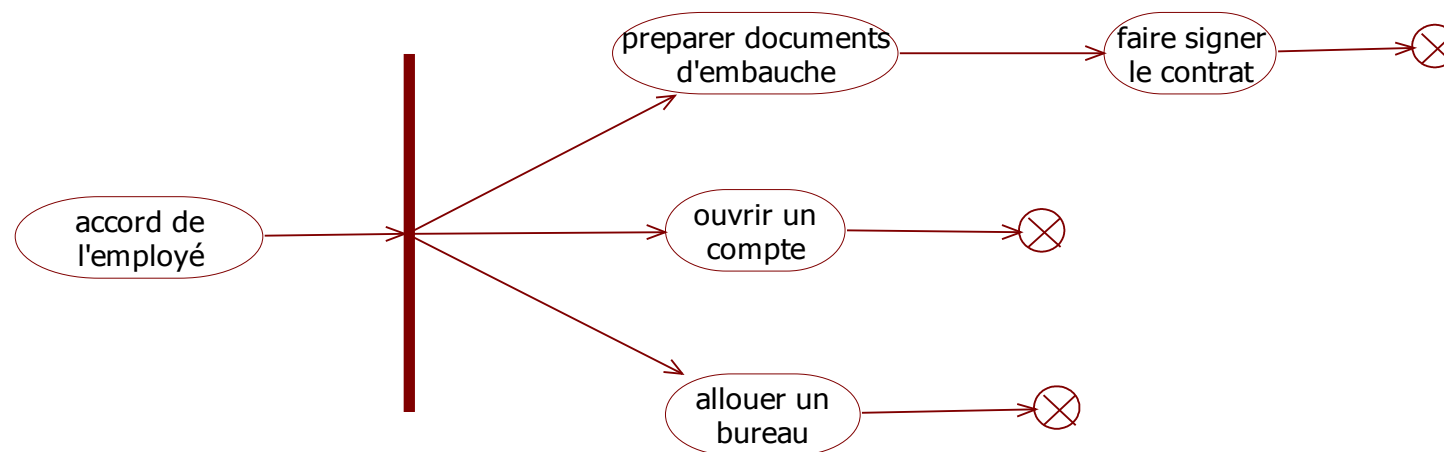 preparer documents
d'embauche
faire signer
le contrat
accord de
l'employé
ouvrir un
compte
allouer un
bureau